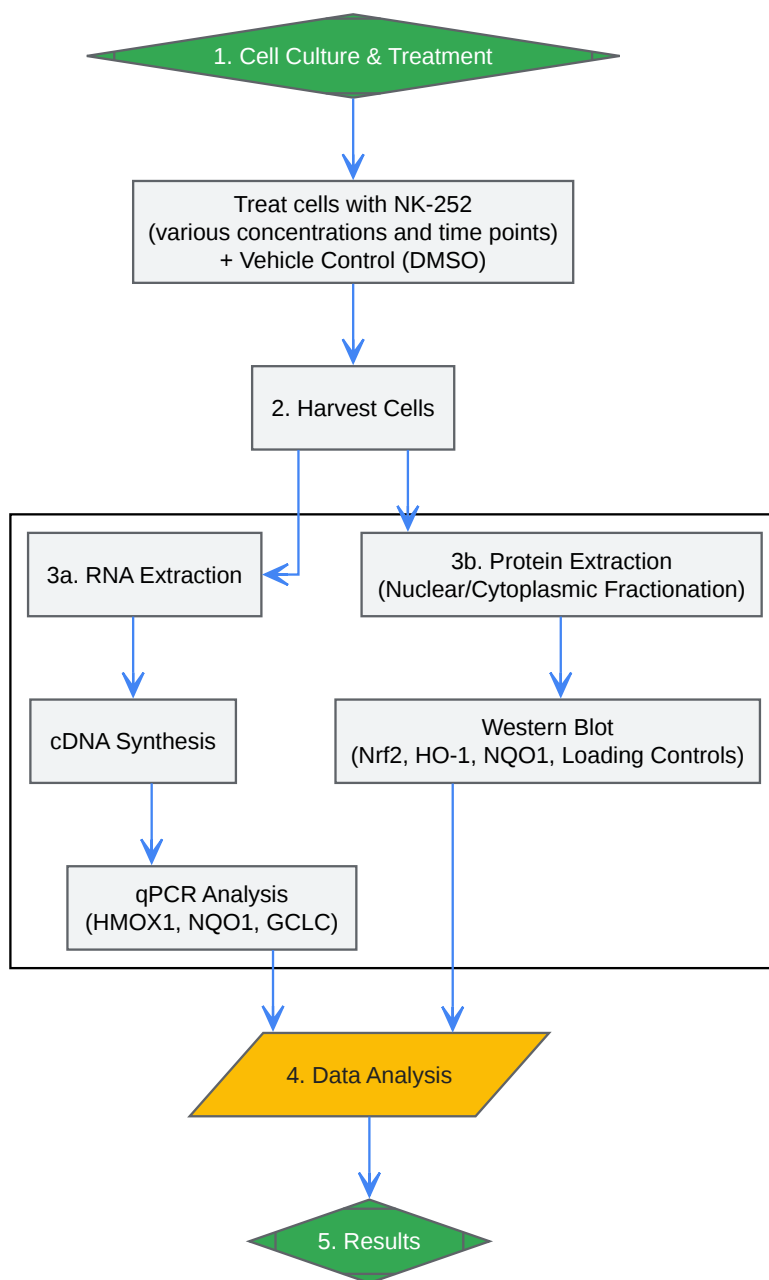 1. Cell Culture & Treatment
Treat cells with NK-252
(various concentrations and time points)
+ Vehicle Control (DMSO)
2. Harvest Cells
3a. RNA Extraction
3b. Protein Extraction
(Nuclear/Cytoplasmic Fractionation)
cDNA Synthesis
Western Blot
(Nrf2, HO-1, NQO1, Loading Controls)
qPCR Analysis
(HMOX1, NQO1, GCLC)
4. Data Analysis
5. Results